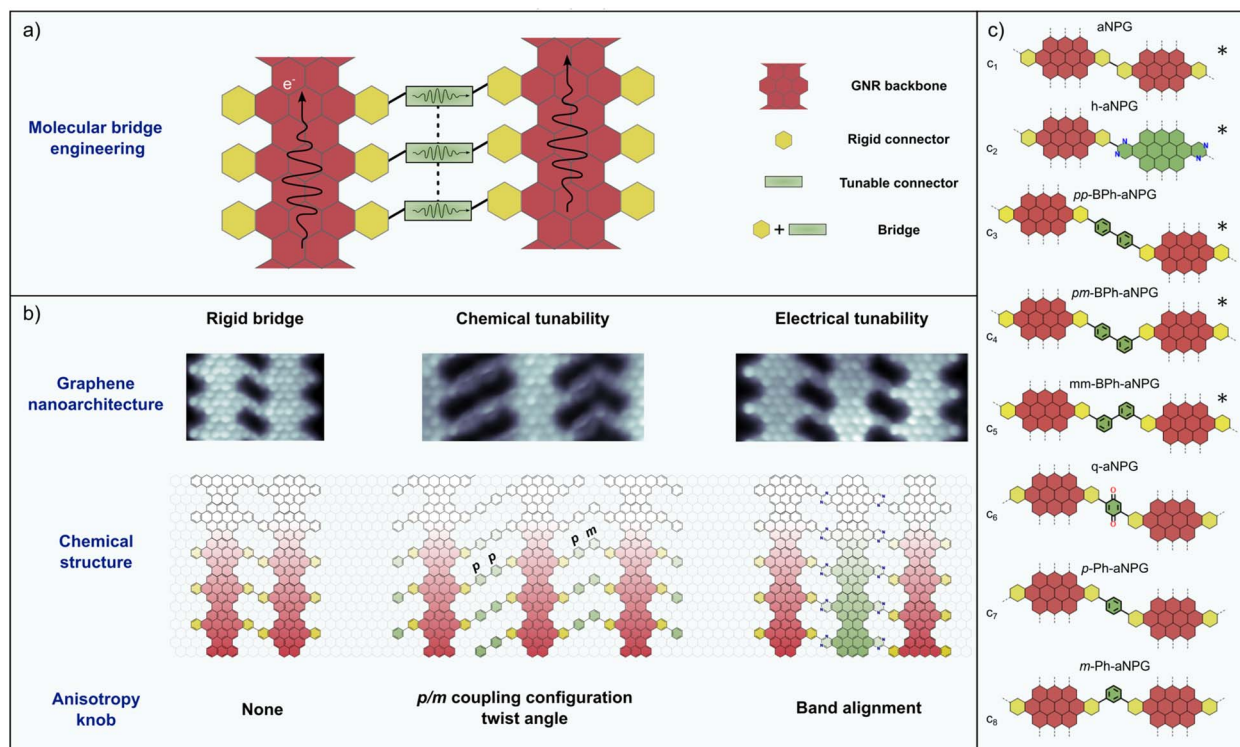 a)
Molecular bridge
engineering
e-
GNR backbone
Rigid connector
Tunable connector
+
Bridge
b)
Rigid bridge
Chemical tunability
Electrical tunability
Graphene
nanoarchitecture
Chemical
structure
p p
p m
N N N N
N N N N
N N N N
N N N N
Anisotropy
knob
None
p/m coupling configuration
twist angle
Band alignment
c)
aNPG
*
C1
h-aNPG
*
C2
N
N
N
N
pp-BPh-aNPG
*
C3
pm-BPh-aNPG
*
C4
mm-BPh-aNPG
*
C5
q-aNPG
O
C6
O
p-Ph-aNPG
C7
m-Ph-aNPG
C8